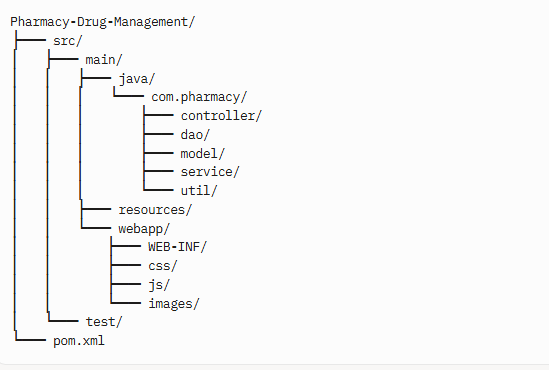 Pharmacy-Drug-Management/
src/
main/
java/
com.pharmacy/
controller/
dao/
model/
service/
util/
resources/
webapp/
WEB-INF/
css/
js/
images/
test/
pom.xml